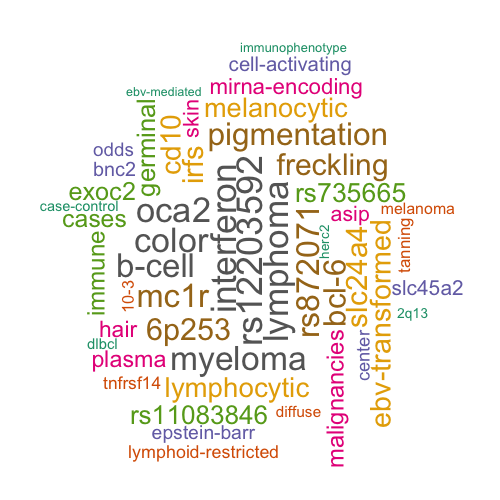 immunophenotype
cell-activating
mirna-encoding
ebv-mediated
melanocytic
skin
germinal
cd10
irfs
pigmentation
odds
bnc2
freckling
exoc2
rs735665
case-control
cases
oca2
interferon
rs12203592
lymphoma
asip
melanoma
color
herc2
slc24a4
tanning
immune
b-cell
rs872071
bcl-6
ebv-transformed
slc45a2
10-3
mc1r
2q13
hair
6p253
center
dlbcl
plasma
myeloma
malignancies
tnfrsf14
lymphocytic
rs11083846
diffuse
epstein-barr
lymphoid-restricted